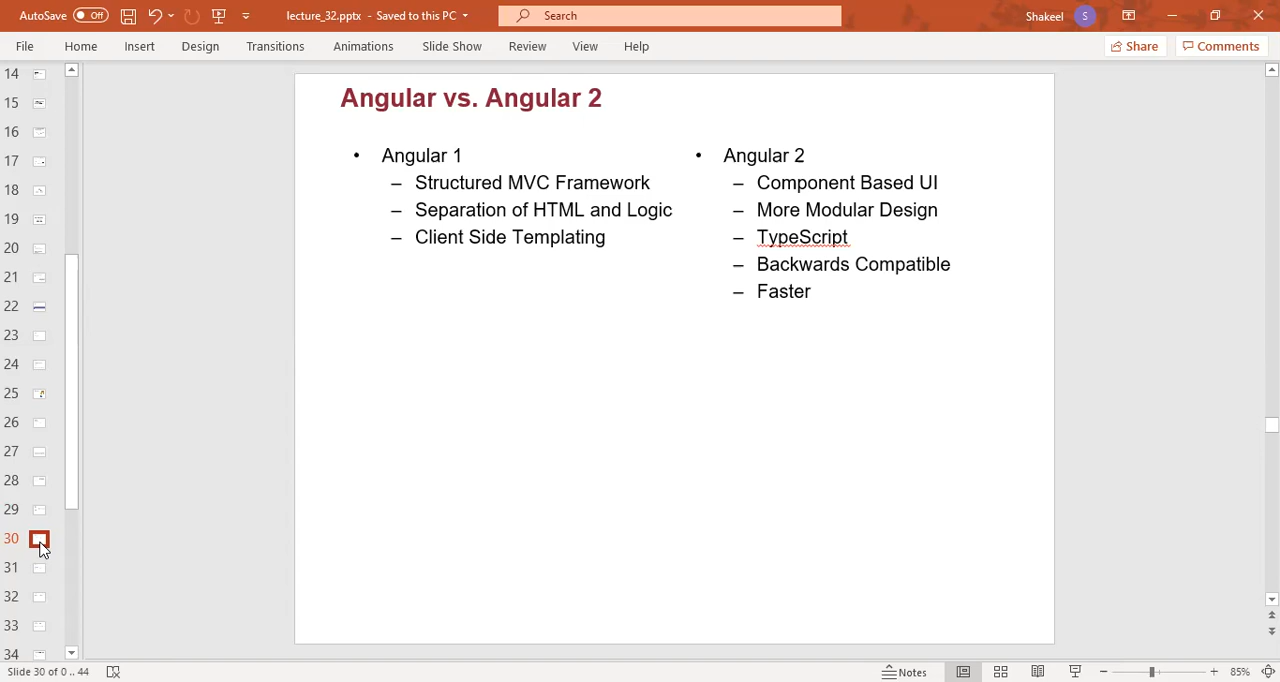 AutoSave Off lecture_32.pptx - Saved to this PC Search Shakeel S
File Home Insert Design Transitions Animations Slide Show Review View Help Share Comments
14
15
16
17
18
19
20
21
22
23
24
25
26
27
28
29
30
31
32
33
34
Angular vs. Angular 2
• Angular 1
– Structured MVC Framework
– Separation of HTML and Logic
– Client Side Templating
• Angular 2
– Component Based UI
– More Modular Design
– TypeScript
– Backwards Compatible
– Faster
Slide 30 of 0 .. 44 Notes 85%